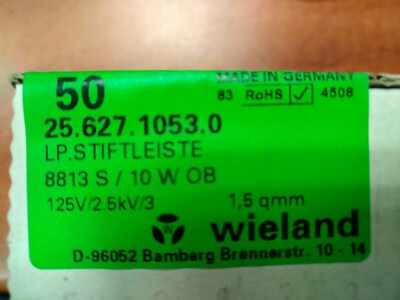 50 MADE IN GERMANY
83 RoHS ✓ 4508
25.627.1053.0
LP.STIFTLEISTE
8813 S / 10 W OB
125V/2.5kV/3 1,5 qmm
W wieland
D-96052 Bamberg Brennerstr. 10 - 14